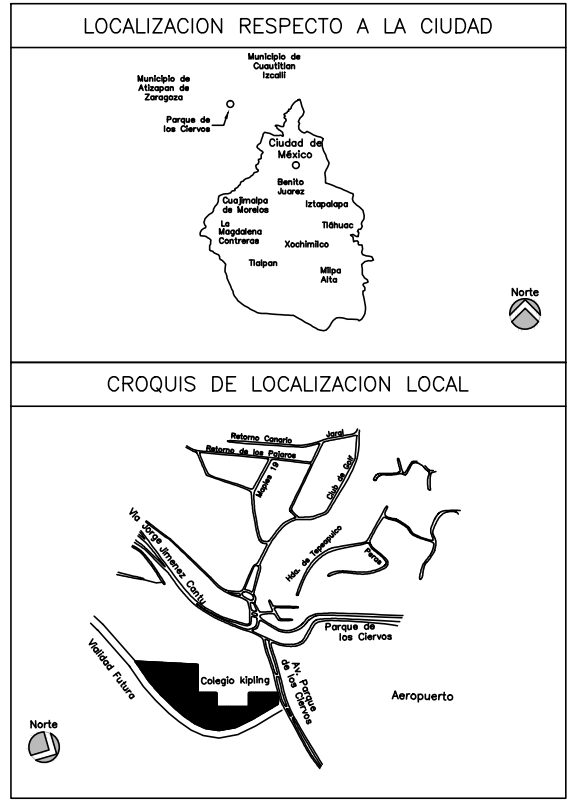 LOCALIZACION RESPECTO A LA CIUDAD
Municipio de
Cuautitlan
Izcalli
Municipio de
Atizapan de
Zaragoza
Parque de
los Ciervos
Ciudad de
México
Benito
Juarez
Cuajimalpa
de Morelos
Iztapalapa
La
Magdalena
Contreras
Tláhuac
Xochimilco
Tlalpan
Milpa
Alta
Norte
CROQUIS DE LOCALIZACION LOCAL
Retorno Canario
Jaral
Retorno de los Pajaros
Maples 19
Club de Golf
Via Jorge Jimenez Cantu
Hda. de Tepeapulco
Peros
Parque de
los Ciervos
Vialidad Futura
Colegio kipling
Av. Parque
de los Ciervos
Aeropuerto
Norte